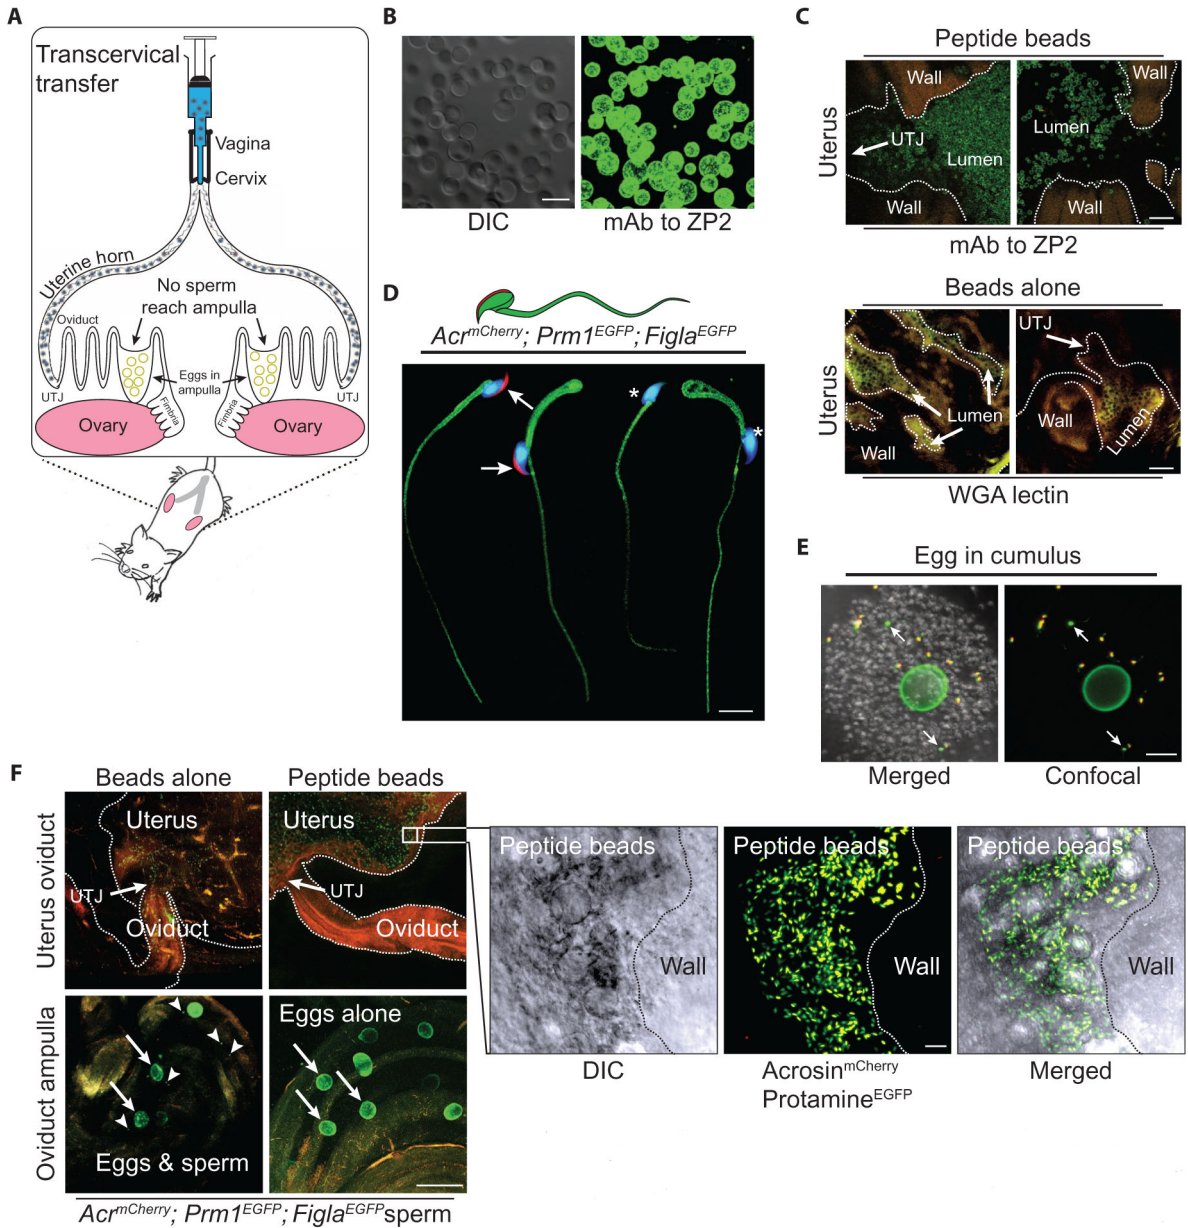 A
Transcervical
transfer
Vagina
Cervix
Uterine horn
No sperm
reach ampulla
Oviduct
Eggs in
ampulla
UTJ
Fimbria
Fimbria
UTJ
Ovary
Ovary
B
DIC
mAb to ZP2
C
Peptide beads
Uterus
Wall
UTJ
Lumen
Wall
Wall
Lumen
Wall
mAb to ZP2
Beads alone
Uterus
Lumen
Wall
UTJ
Wall
Lumen
WGA lectin
D
AcrmCherry; Prm1EGFP; FiglaEGFP
*
*
E
Egg in cumulus
Merged
Confocal
F
Beads alone
Peptide beads
Uterus oviduct
Uterus
UTJ
Oviduct
Uterus
UTJ
Oviduct
Peptide beads
Wall
DIC
Peptide beads
Wall
AcrosinmCherry
ProtamineEGFP
Peptide beads
Wall
Merged
Oviduct ampulla
Eggs & sperm
Eggs alone
AcrmCherry; Prm1EGFP; FiglaEGFP sperm